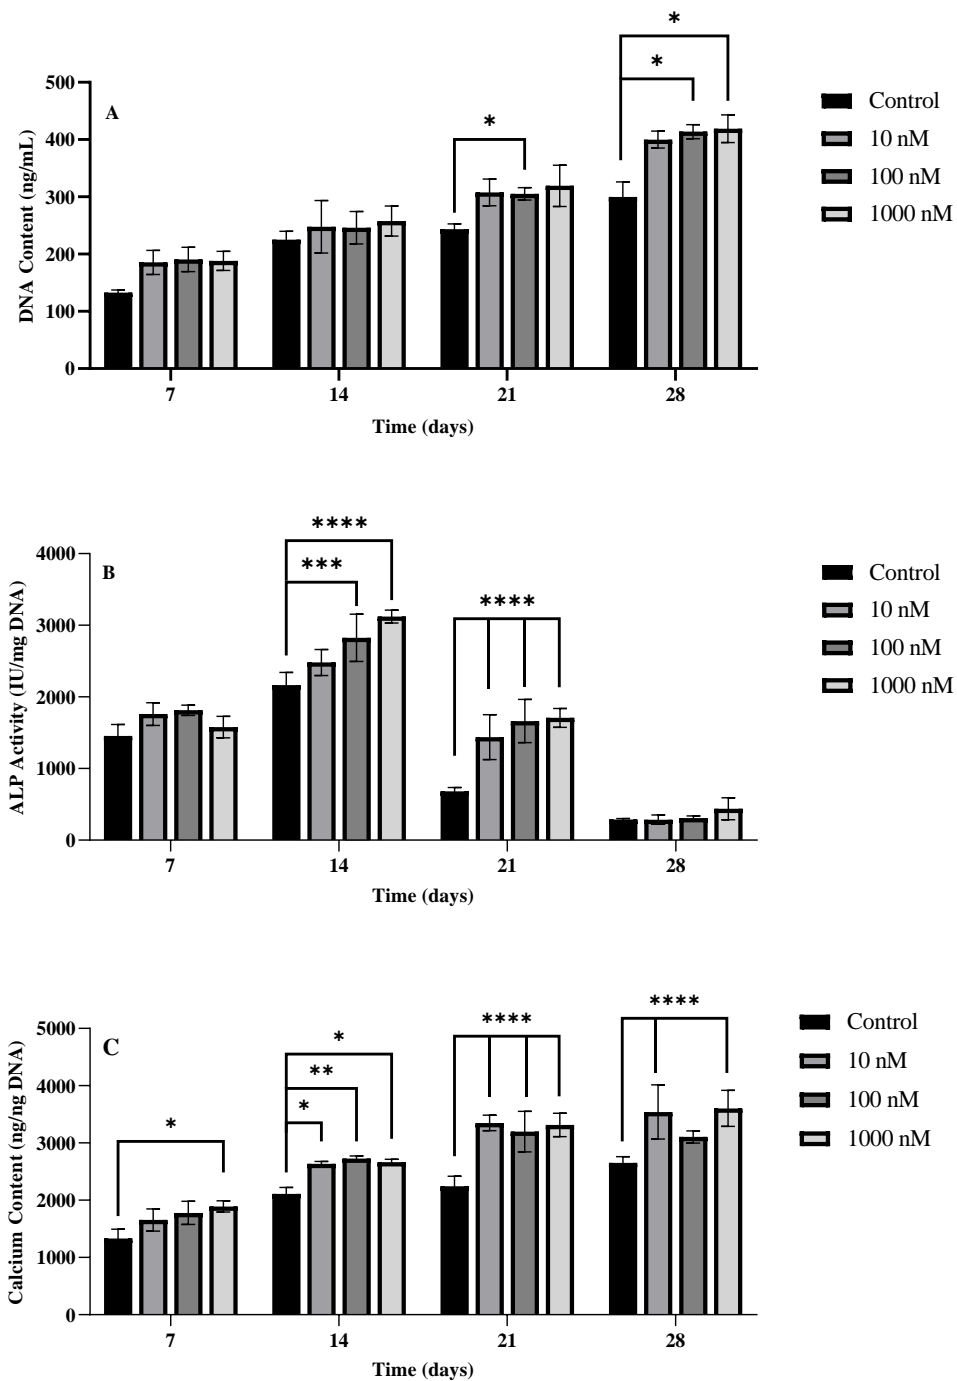 *
*
*
500
400
300
200
100
0
A
DNA Content (ng/mL)
7
14
21
28
Time (days)
Control
10 nM
100 nM
1000 nM
****
***
****
4000
3000
2000
1000
0
B
ALP Activity (IU/mg DNA)
7
14
21
28
Time (days)
Control
10 nM
100 nM
1000 nM
****
****
*
**
*
*
5000
4000
3000
2000
1000
0
C
Calcium Content (ng/ng DNA)
7
14
21
28
Time (days)
Control
10 nM
100 nM
1000 nM